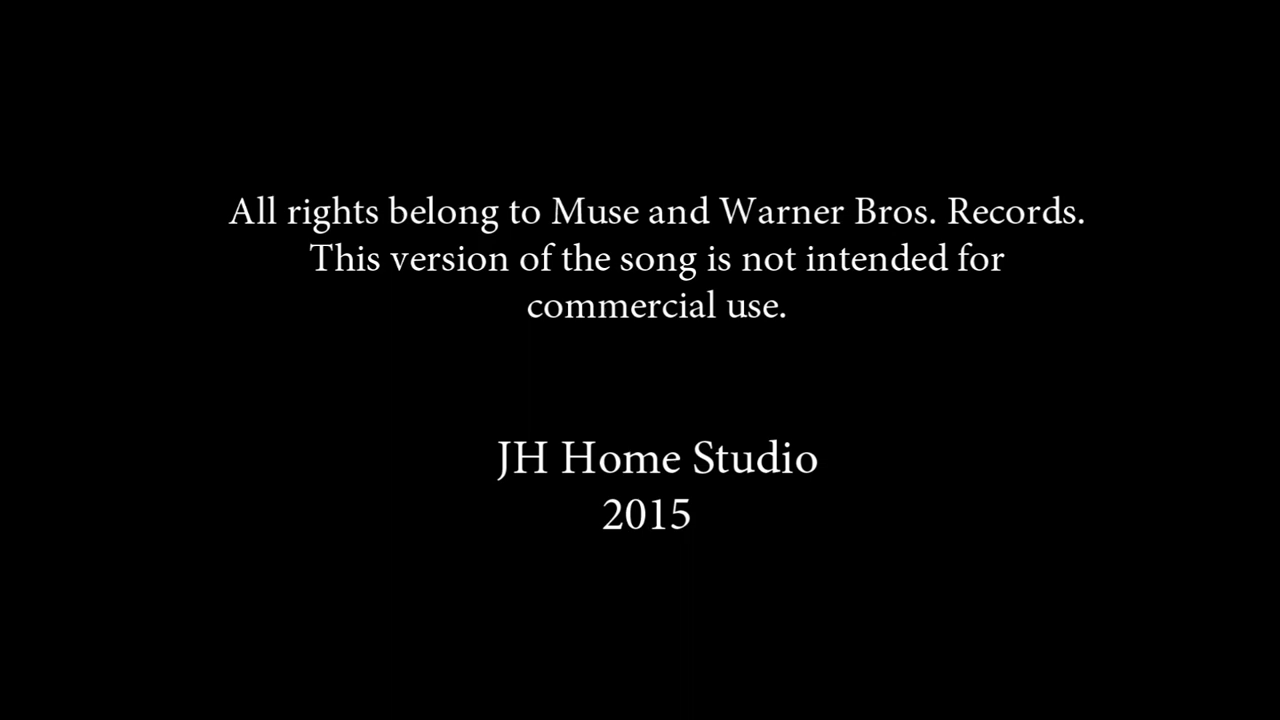 All rights belong to Muse and Warner Bros. Records.
This version of the song is not intended for
commercial use.
JH Home Studio
2015